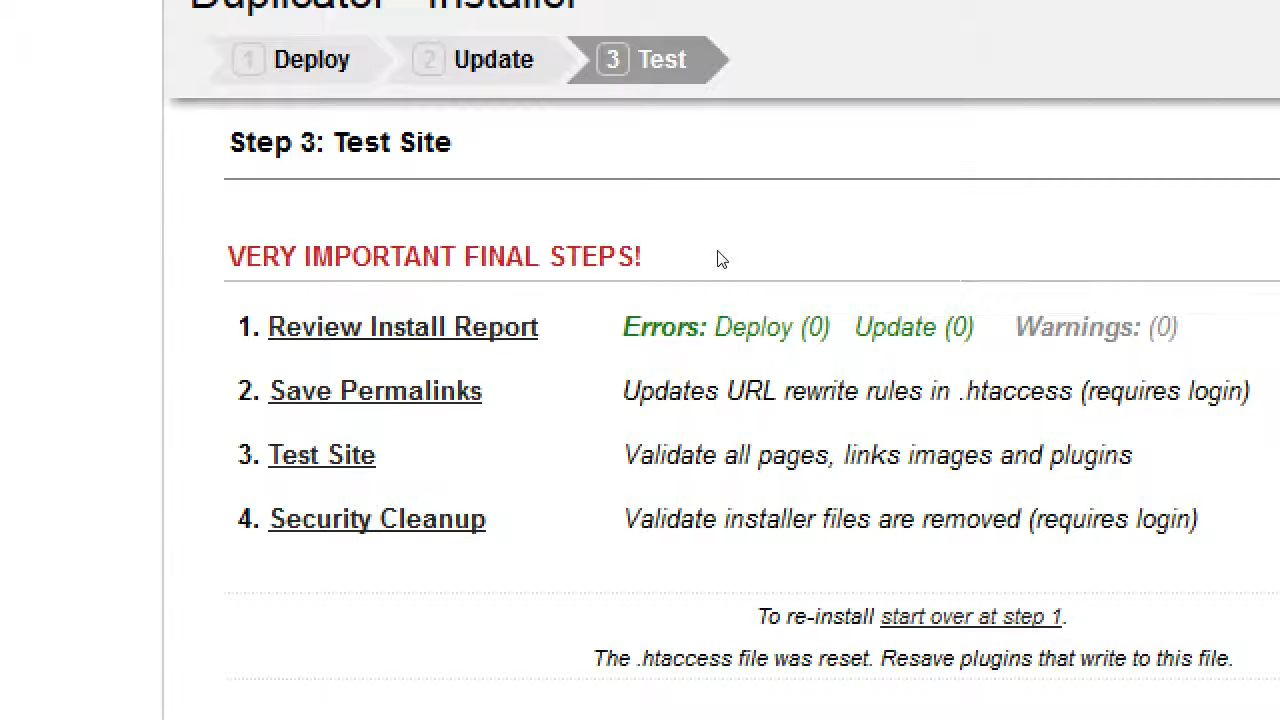 Duplicator - Installer
1 Deploy 2 Update 3 Test
Step 3: Test Site
VERY IMPORTANT FINAL STEPS!
1. Review Install Report Errors: Deploy (0) Update (0) Warnings: (0)
2. Save Permalinks Updates URL rewrite rules in .htaccess (requires login)
3. Test Site Validate all pages, links images and plugins
4. Security Cleanup Validate installer files are removed (requires login)
To re-install start over at step 1.
The .htaccess file was reset. Resave plugins that write to this file.